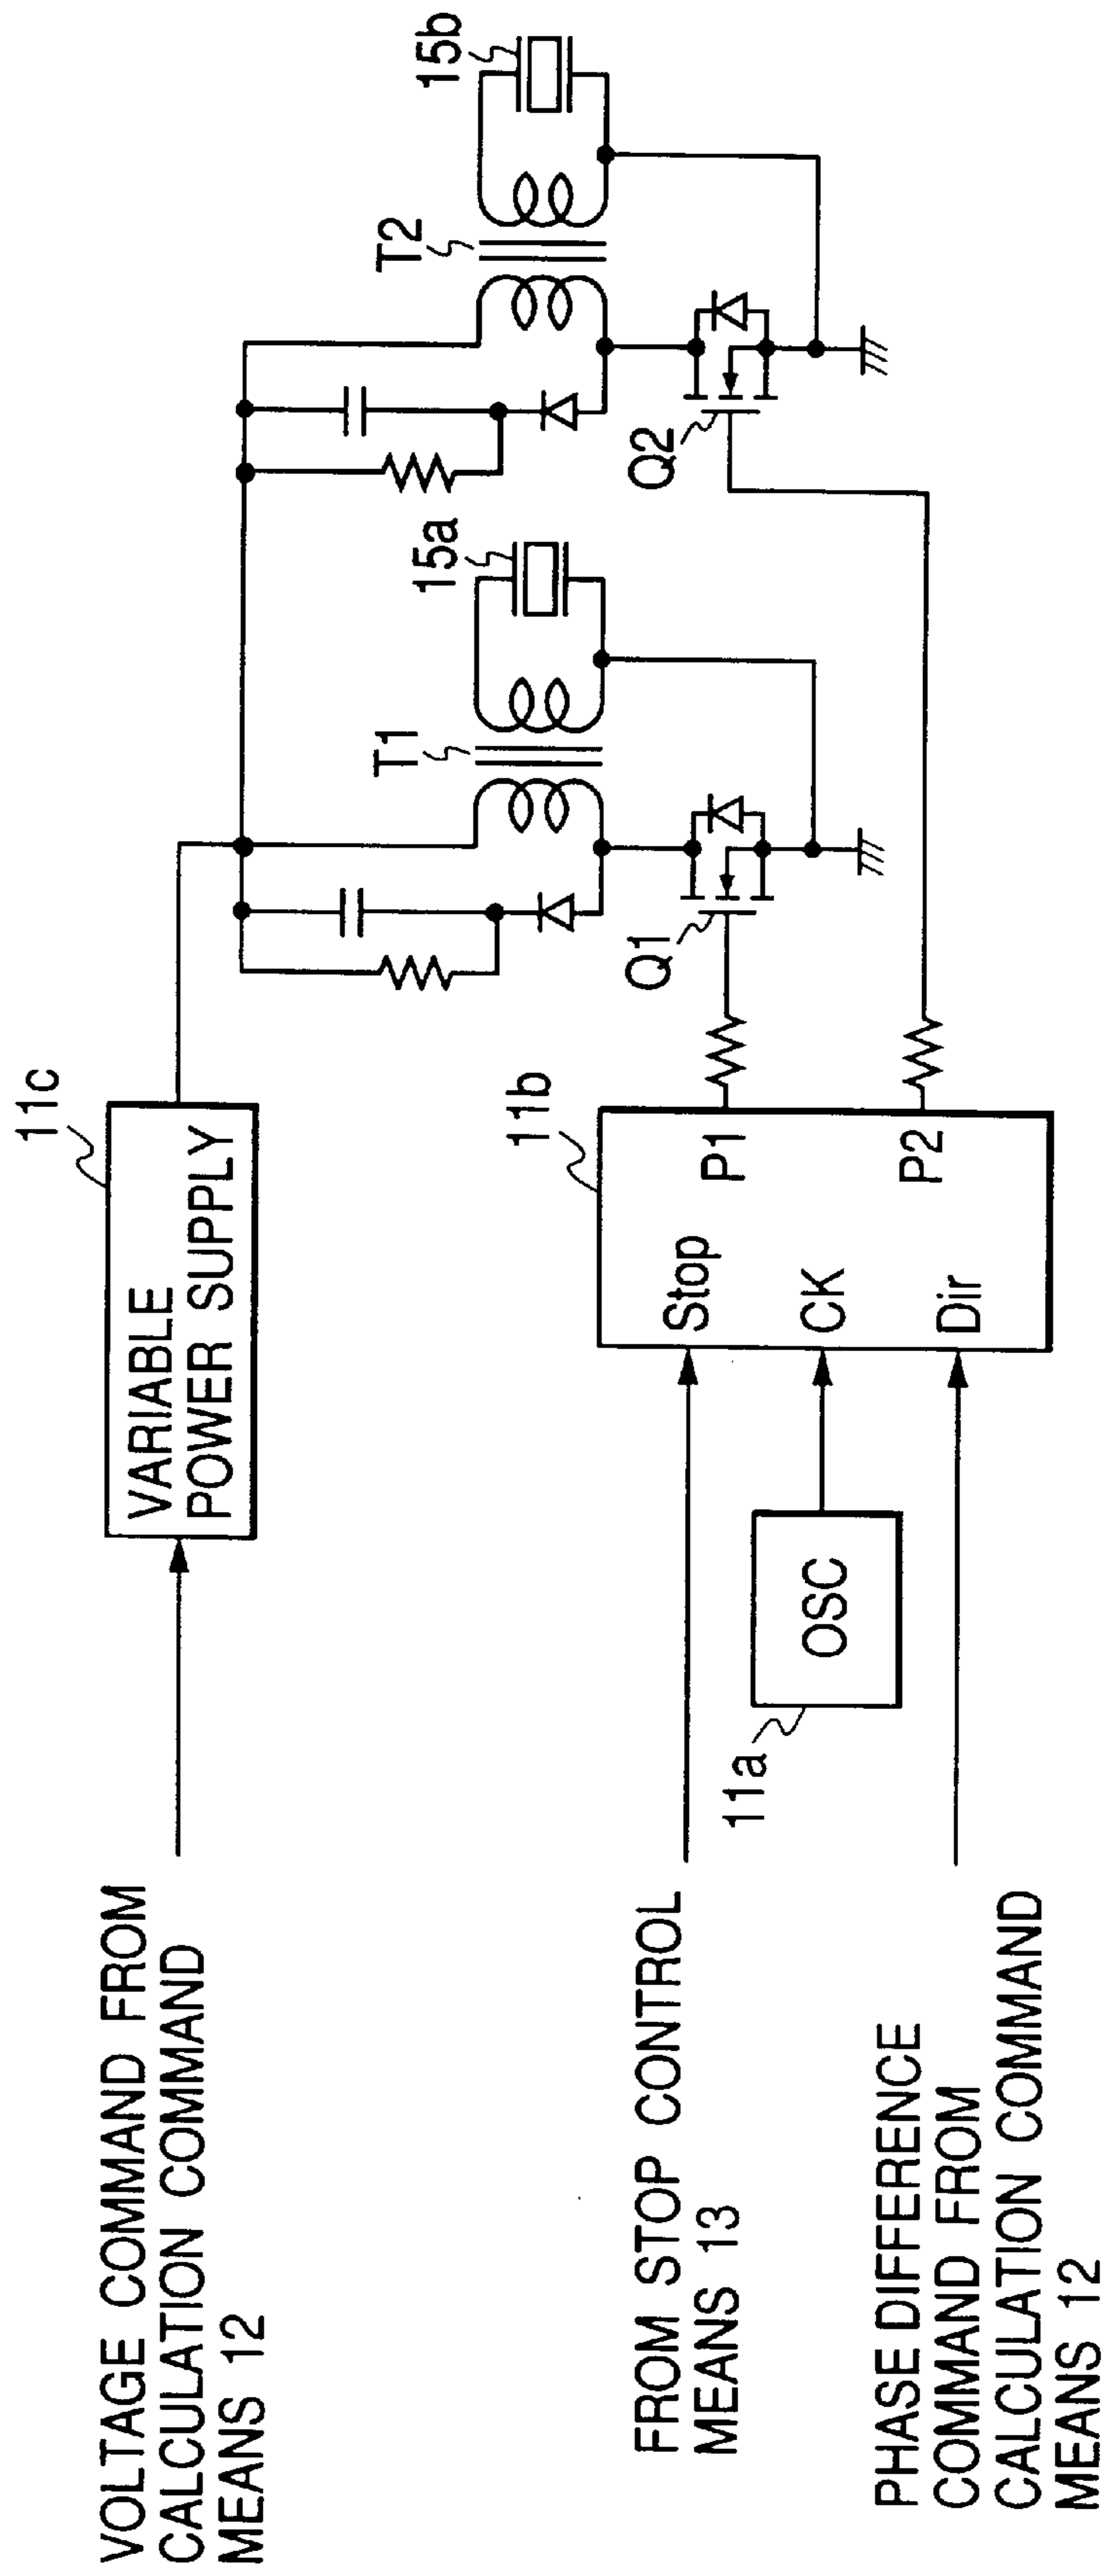 VOLTAGE COMMAND FROM
CALCULATION COMMAND
MEANS 12
11c
VARIABLE
POWER SUPPLY
FROM STOP CONTROL
MEANS 13
11a
OSC
PHASE DIFFERENCE
COMMAND FROM
CALCULATION COMMAND
MEANS 12
11b
Stop
CK
Dir
P1
P2
T1
15a
Q1
T2
15b
Q2